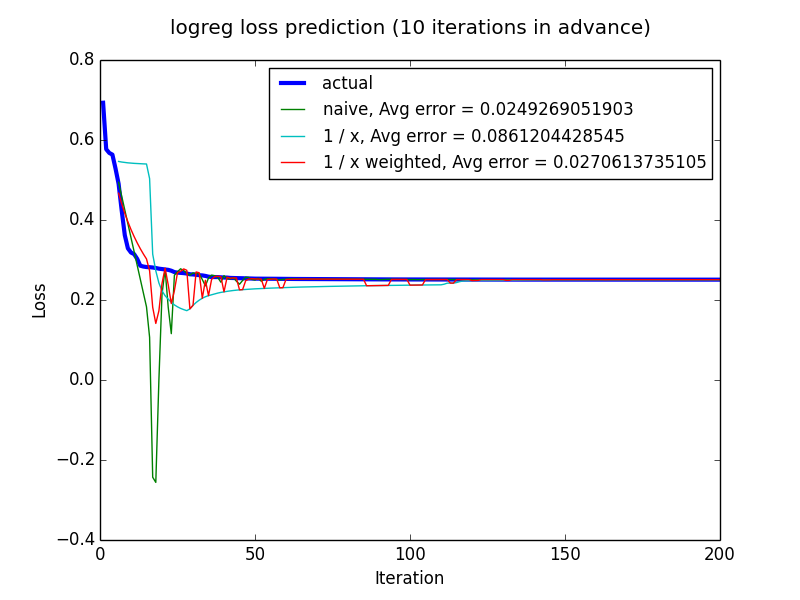 logreg loss prediction (10 iterations in advance)
actual
naive, Avg error = 0.0249269051903
1 / x, Avg error = 0.0861204428545
1 / x weighted, Avg error = 0.0270613735105
0.8
0.6
0.4
0.2
0.0
−0.2
−0.4
Loss
0 50 100 150 200
Iteration